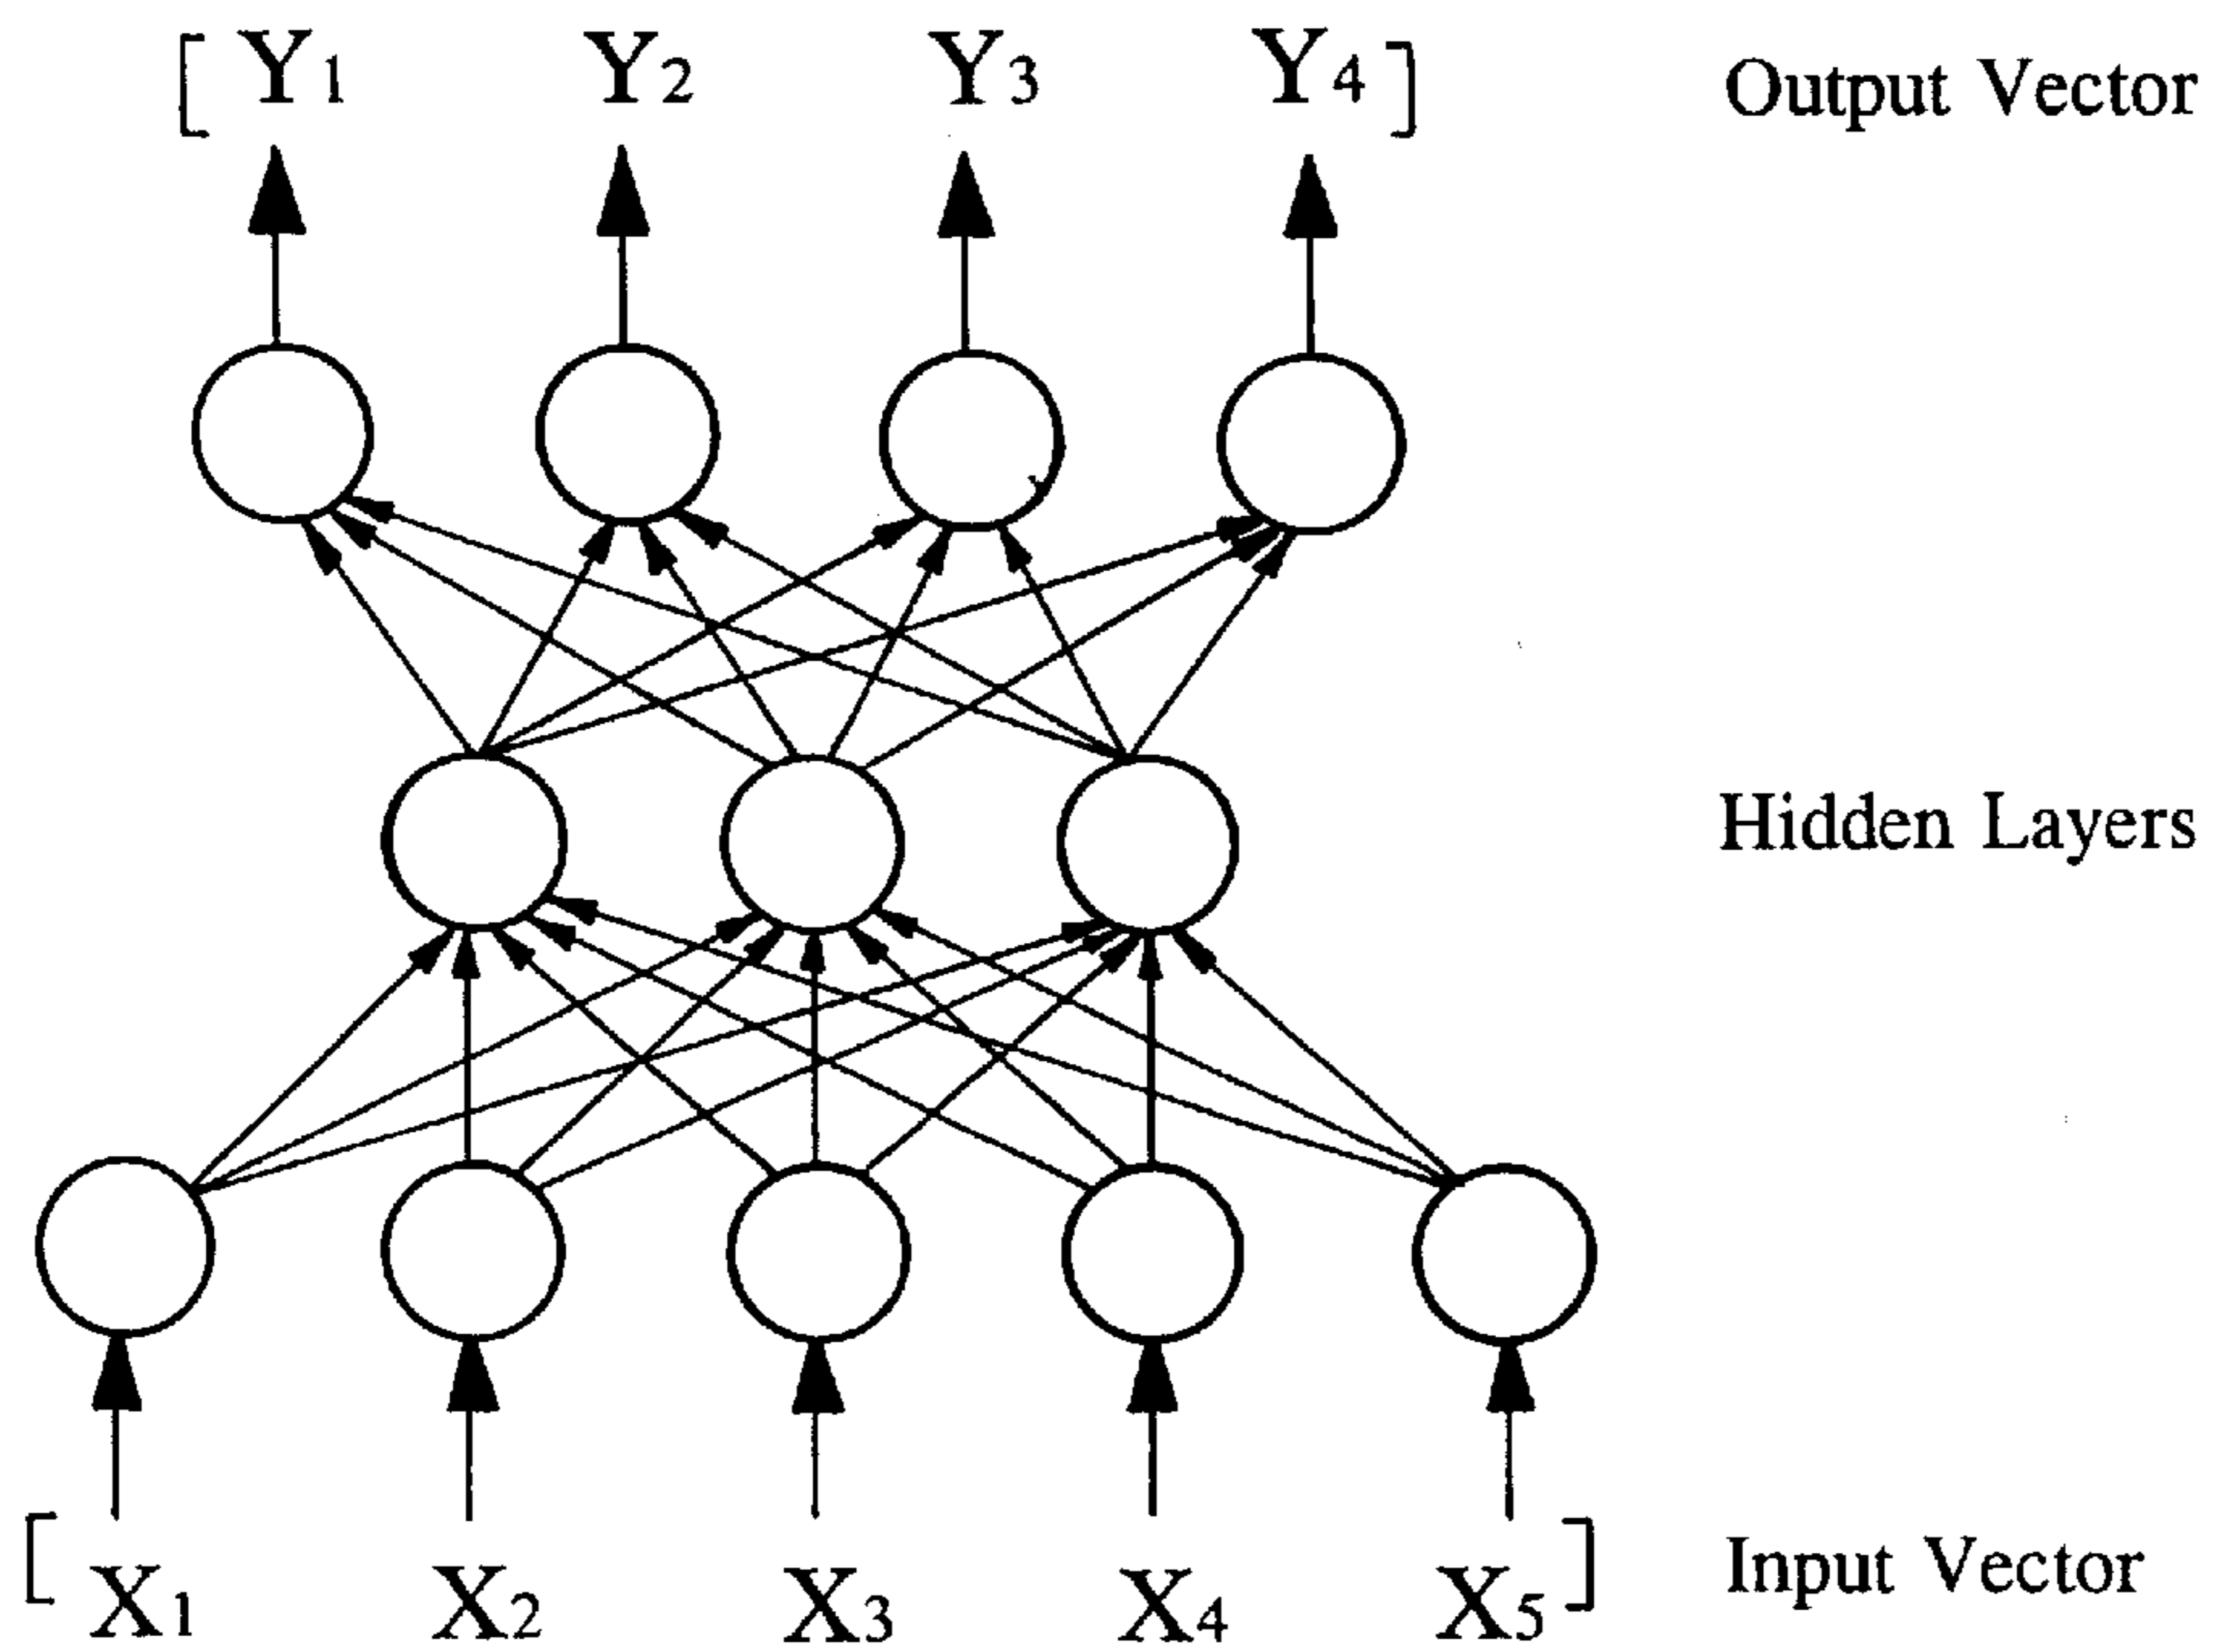 [ Y1 Y2 Y3 Y4 ] Output Vector
Hidden Layers
[ X1 X2 X3 X4 X5 ] Input Vector